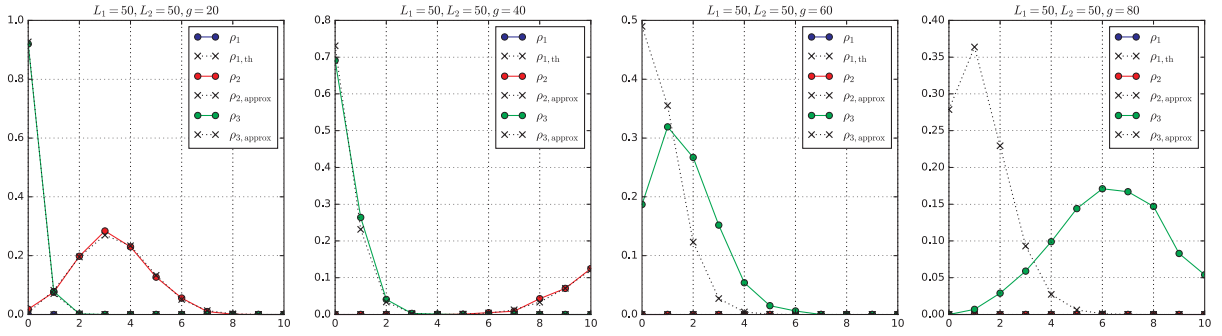 L₁ = 50, L₂ = 50, g = 20
1.0
0.8
0.6
0.4
0.2
0.0
0 2 4 6 8 10
ρ₁
ρ₁,th
ρ₂
ρ₂,approx
ρ₃
ρ₃,approx
L₁ = 50, L₂ = 50, g = 40
0.8
0.7
0.6
0.5
0.4
0.3
0.2
0.1
0.0
0 2 4 6 8 10
ρ₁
ρ₁,th
ρ₂
ρ₂,approx
ρ₃
ρ₃,approx
L₁ = 50, L₂ = 50, g = 60
0.5
0.4
0.3
0.2
0.1
0.0
0 2 4 6 8 10
ρ₁
ρ₁,th
ρ₂
ρ₂,approx
ρ₃
ρ₃,approx
L₁ = 50, L₂ = 50, g = 80
0.40
0.35
0.30
0.25
0.20
0.15
0.10
0.05
0.00
0 2 4 6 8 10
ρ₁
ρ₁,th
ρ₂
ρ₂,approx
ρ₃
ρ₃,approx